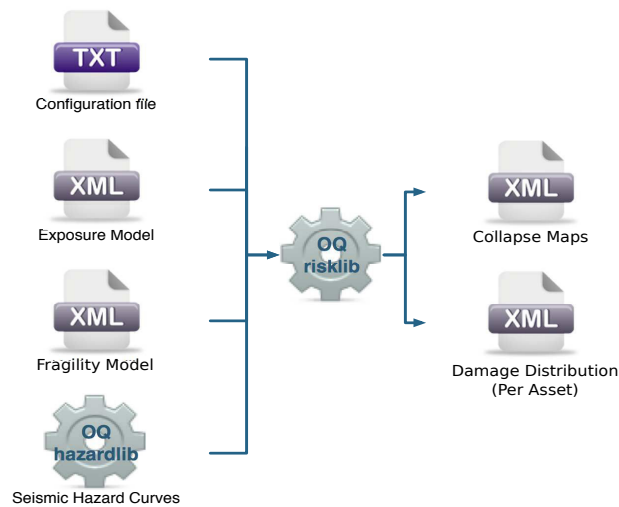 TXT
Configuration file
XML
Exposure Model
XML
Fragility Model
OQ
hazardlib
Seismic Hazard Curves
OQ
risklib
XML
Collapse Maps
XML
Damage Distribution
(Per Asset)